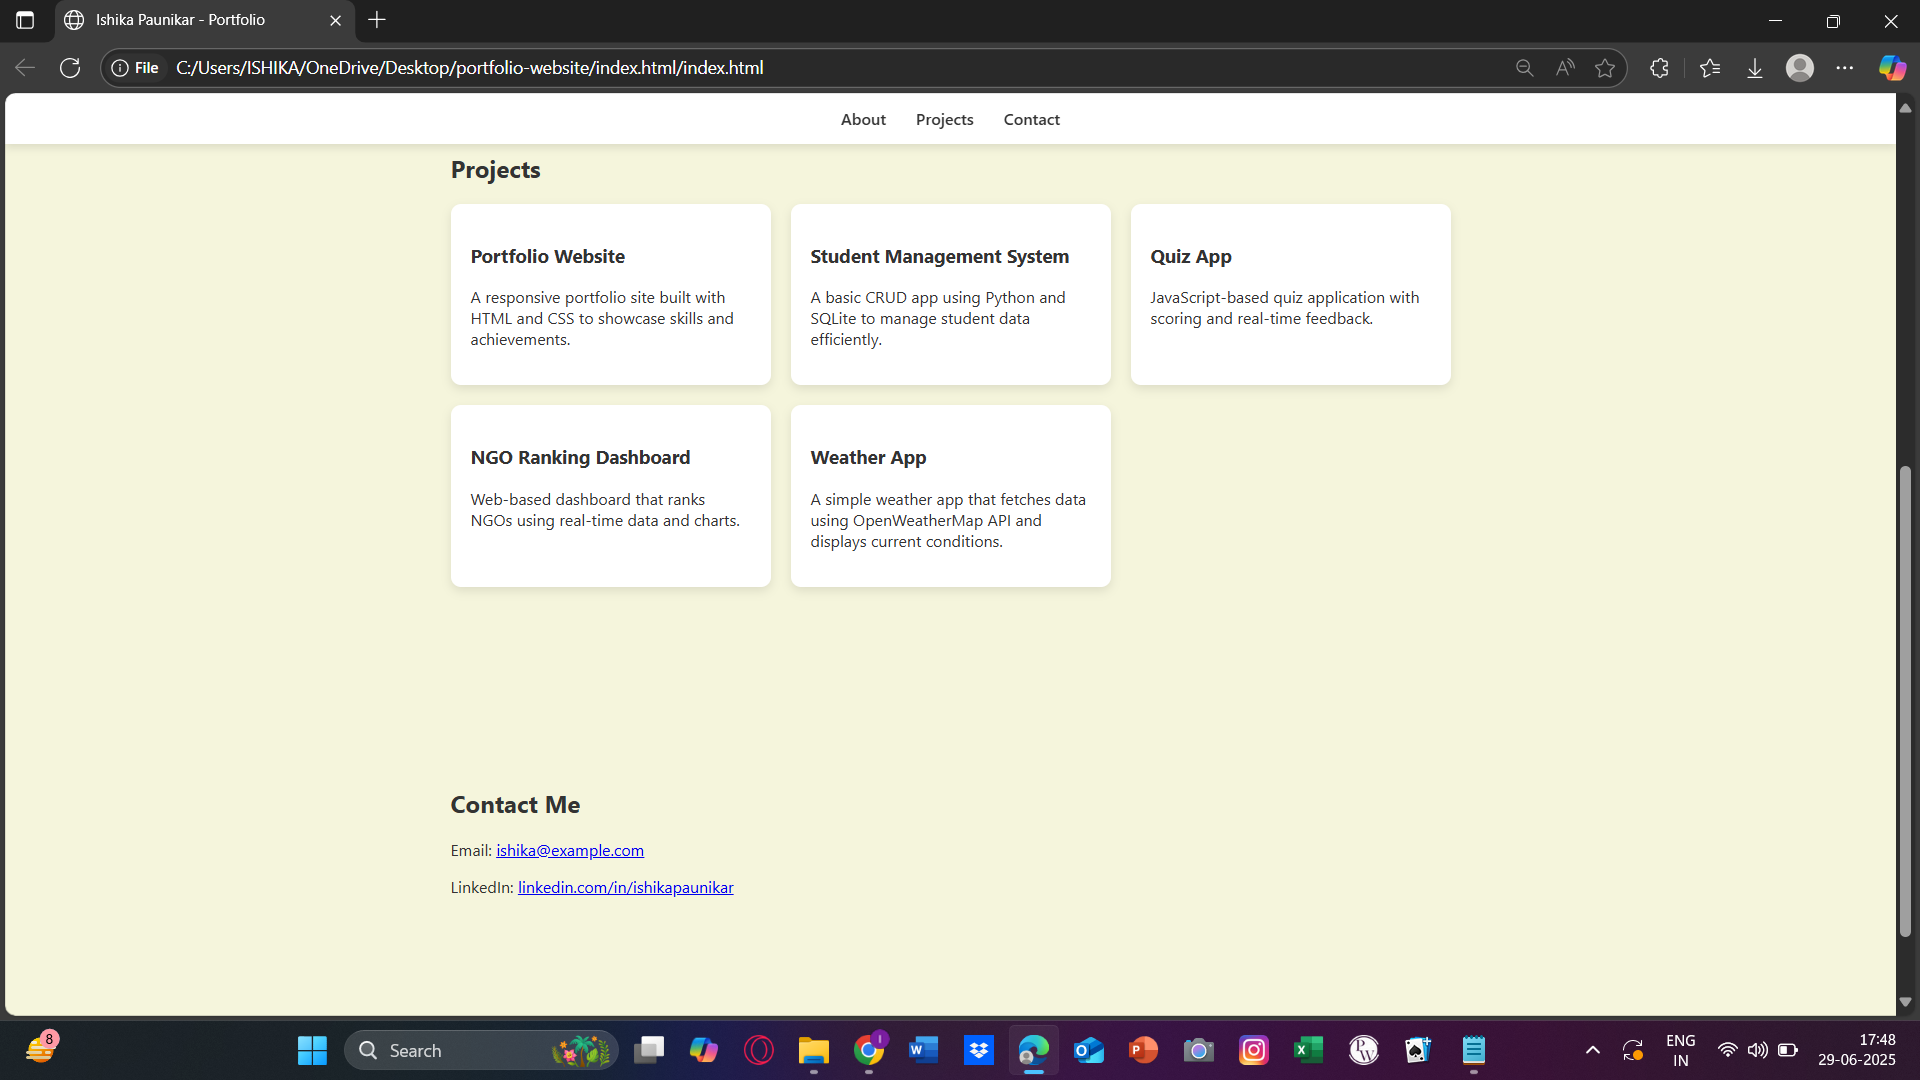 Ishika Paunikar - Portfolio
File C:/Users/ISHIKA/OneDrive/Desktop/portfolio-website/index.html/index.html
About Projects Contact
Projects
Portfolio Website
A responsive portfolio site built with
HTML and CSS to showcase skills and
achievements.
Student Management System
A basic CRUD app using Python and
SQLite to manage student data
efficiently.
Quiz App
JavaScript-based quiz application with
scoring and real-time feedback.
NGO Ranking Dashboard
Web-based dashboard that ranks
NGOs using real-time data and charts.
Weather App
A simple weather app that fetches data
using OpenWeatherMap API and
displays current conditions.
Contact Me
Email: ishika@example.com
LinkedIn: linkedin.com/in/ishikapaunikar
8
Search
ENG
IN
17:48
29-06-2025